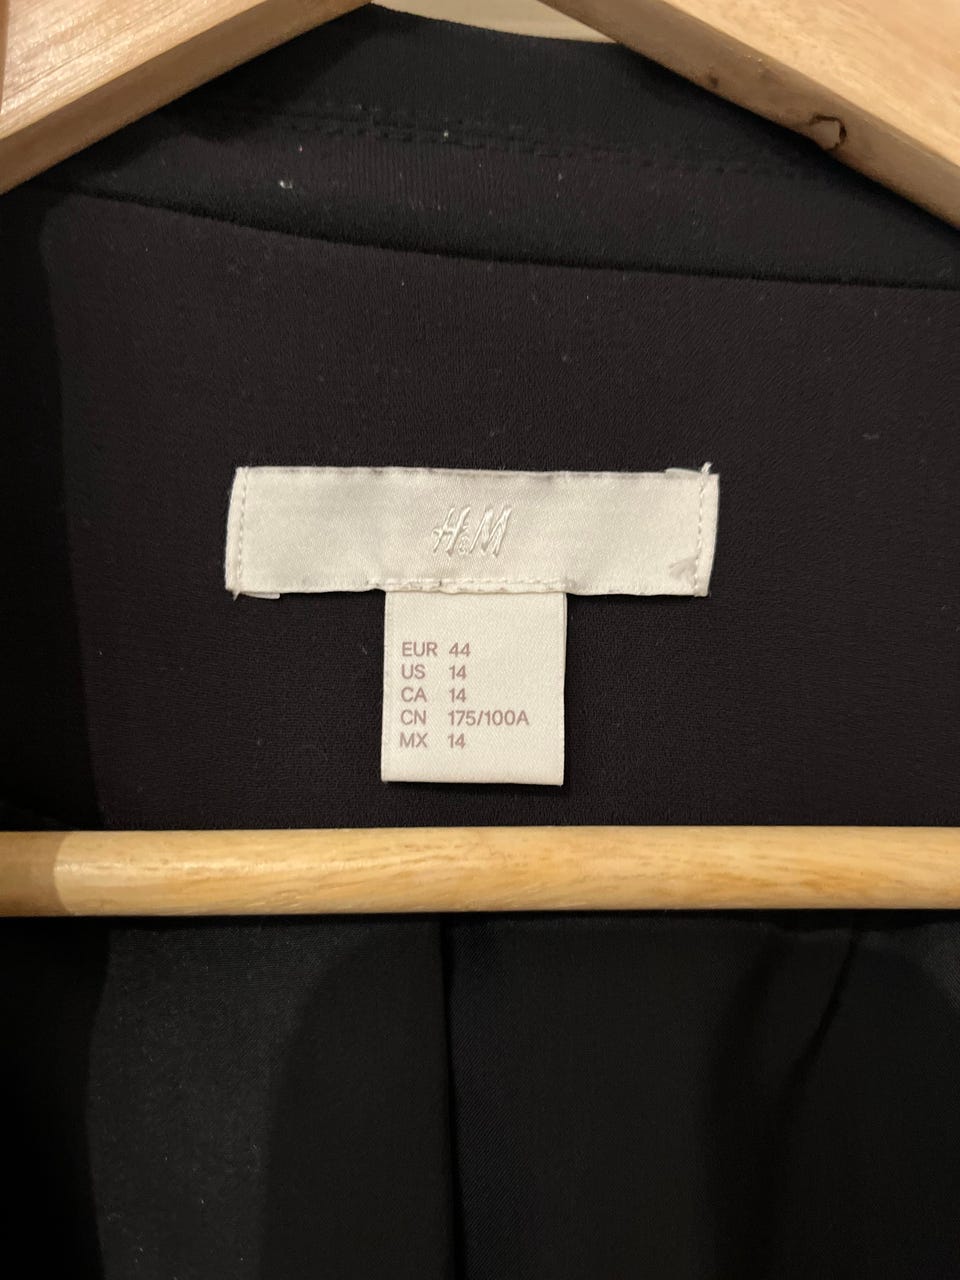 H&M
EUR 44
US 14
CA 14
CN 175/100A
MX 14